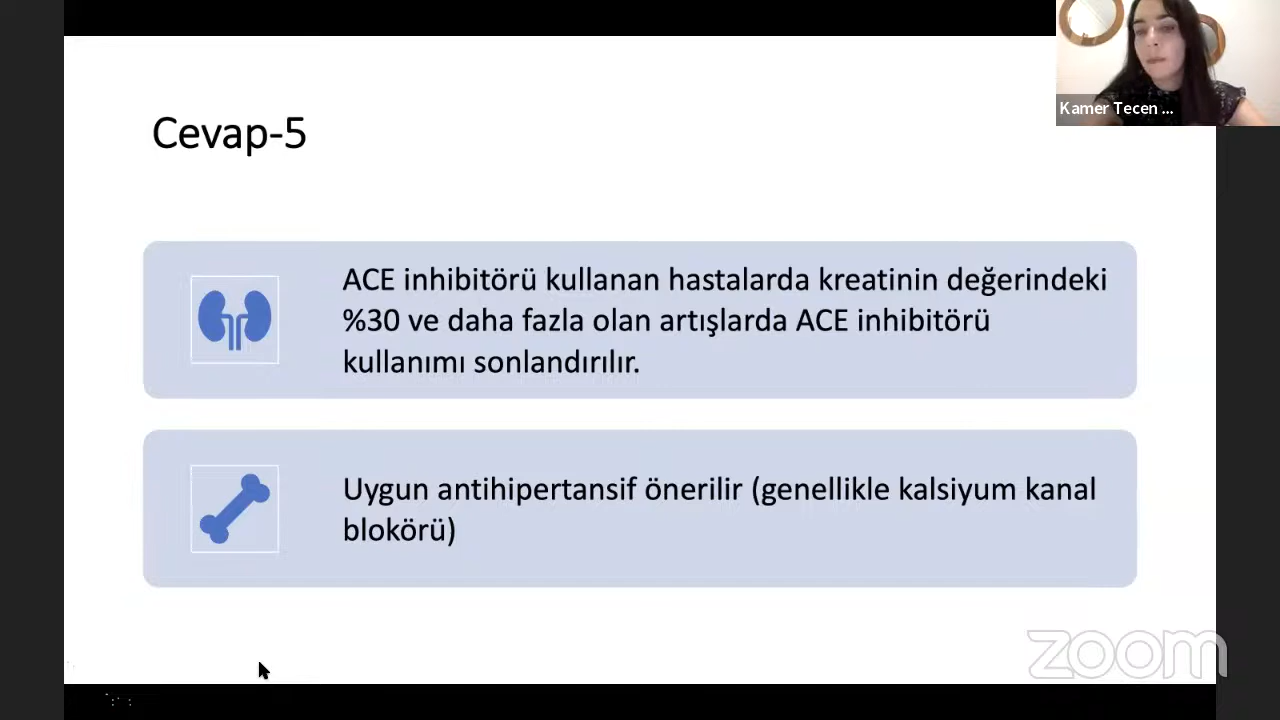 Kamer Tecen ...
Cevap-5
ACE inhibitörü kullanan hastalarda kreatinin değerindeki
%30 ve daha fazla olan artışlarda ACE inhibitörü
kullanımı sonlandırılır.
Uygun antihipertansif önerilir (genellikle kalsiyum kanal
blokörü)
zoom